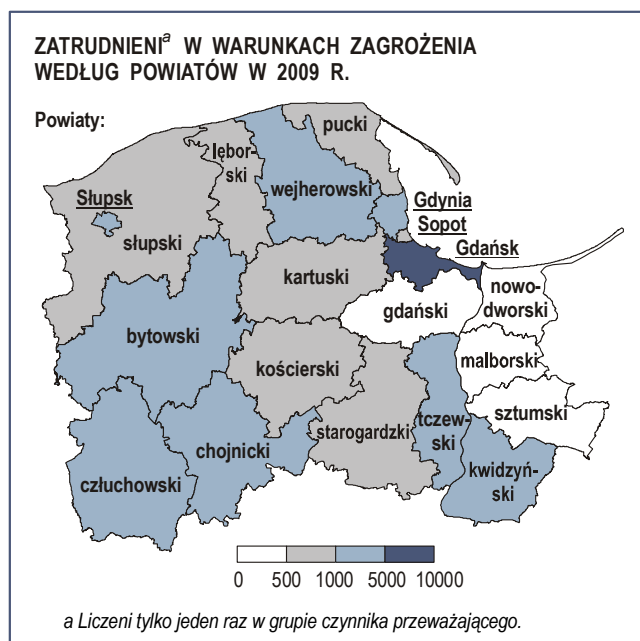 ZATRUDNIENIa W WARUNKACH ZAGROŻENIA
WEDŁUG POWIATÓW W 2009 R.
Powiaty:
pucki
lębor-
ski
wejherowski
Słupsk
słupski
Gdynia
Sopot
Gdańsk
kartuski
nowo-
dworski
gdański
bytowski
malborski
kościerski
sztumski
starogardzki
tczew-
ski
chojnicki
człuchowski
kwidzyń-
ski
0 500 1000 5000 10000
a Liczeni tylko jeden raz w grupie czynnika przeważającego.